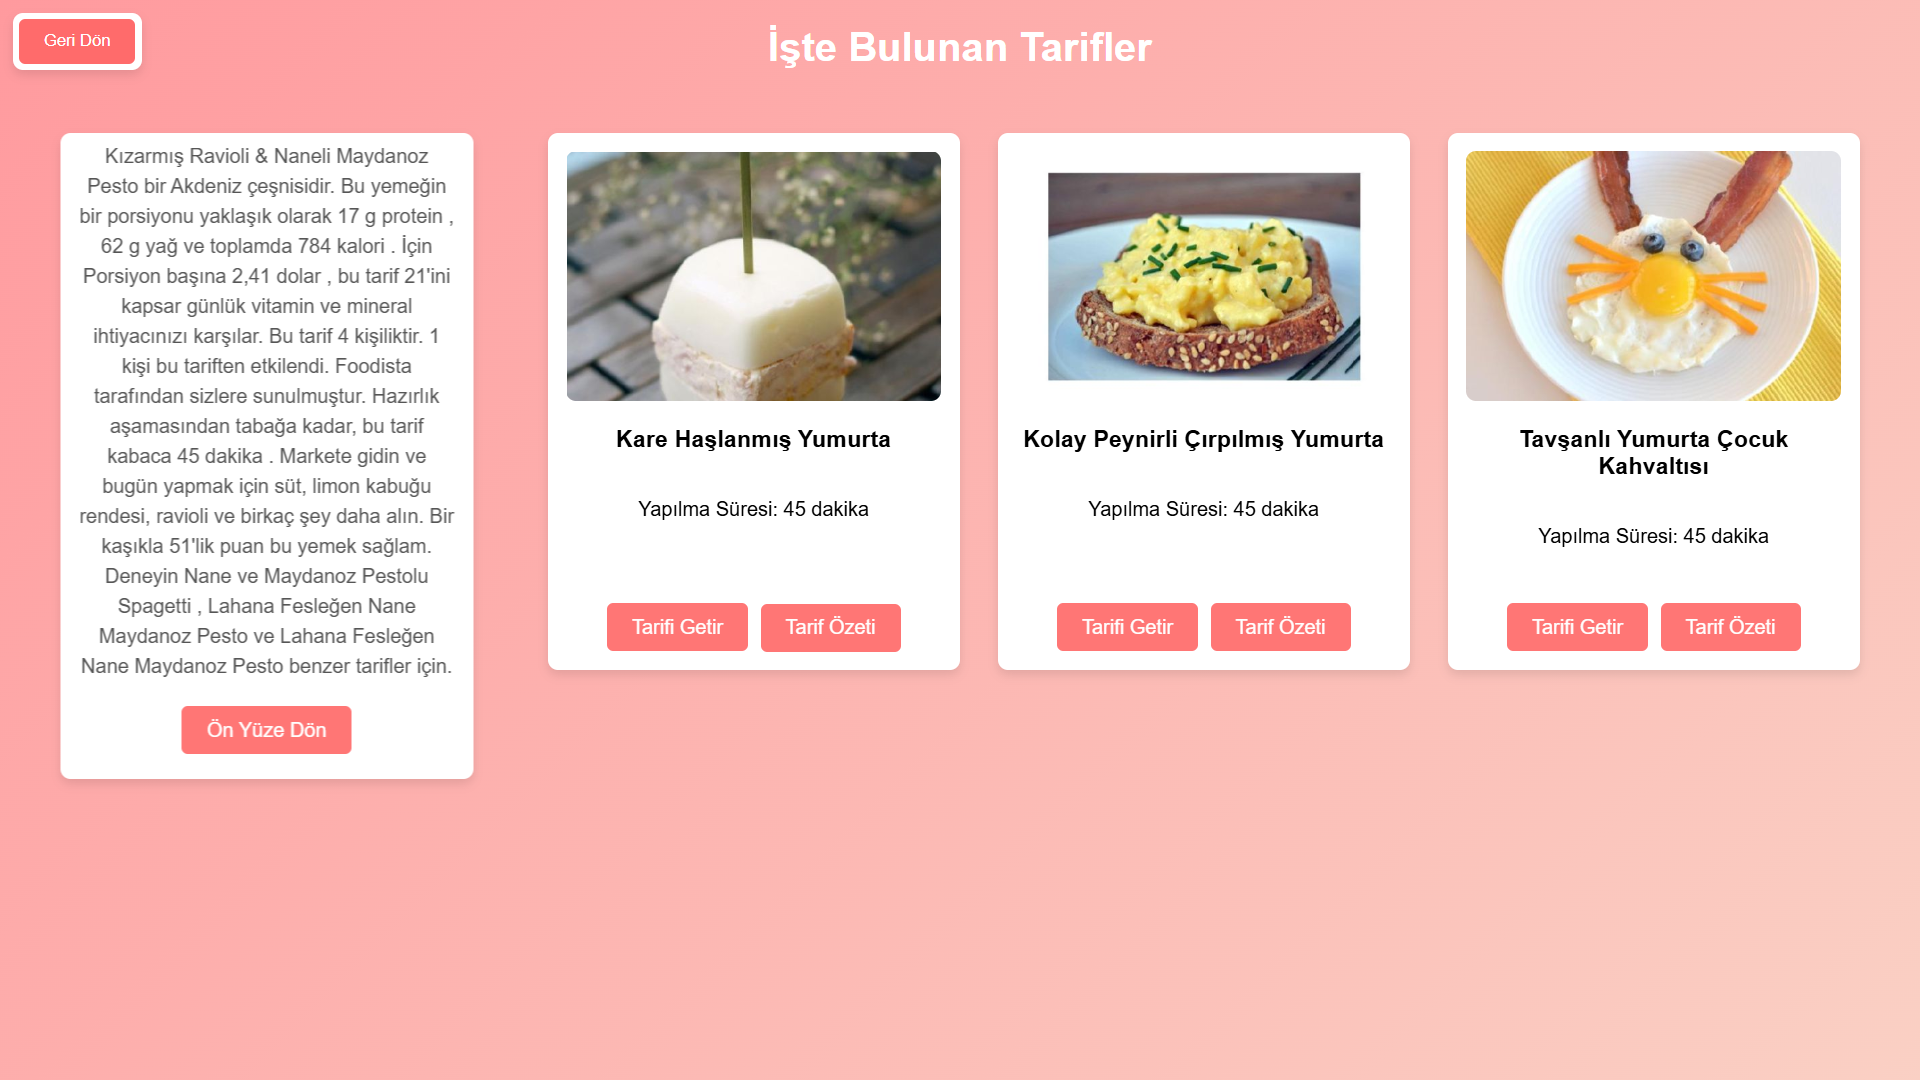 Geri Dön
İşte Bulunan Tarifler
Kızarmış Ravioli & Naneli Maydanoz
Pesto bir Akdeniz çeşnisidir. Bu yemeğin
bir porsiyonu yaklaşık olarak 17 g protein ,
62 g yağ ve toplamda 784 kalori . İçin
Porsiyon başına 2,41 dolar , bu tarif 21'ini
kapsar günlük vitamin ve mineral
ihtiyacınızı karşılar. Bu tarif 4 kişiliktir. 1
kişi bu tariften etkilendi. Foodista
tarafından sizlere sunulmuştur. Hazırlık
aşamasından tabağa kadar, bu tarif
kabaca 45 dakika . Markete gidin ve
bugün yapmak için süt, limon kabuğu
rendesi, ravioli ve birkaç şey daha alın. Bir
kaşıkla 51'lik puan bu yemek sağlam.
Deneyin Nane ve Maydanoz Pestolu
Spagetti , Lahana Fesleğen Nane
Maydanoz Pesto ve Lahana Fesleğen
Nane Maydanoz Pesto benzer tarifler için.
Ön Yüze Dön
Kare Haşlanmış Yumurta
Yapılma Süresi: 45 dakika
Tarifi Getir
Tarif Özeti
Kolay Peynirli Çırpılmış Yumurta
Yapılma Süresi: 45 dakika
Tarifi Getir
Tarif Özeti
Tavşanlı Yumurta Çocuk
Kahvaltısı
Yapılma Süresi: 45 dakika
Tarifi Getir
Tarif Özeti